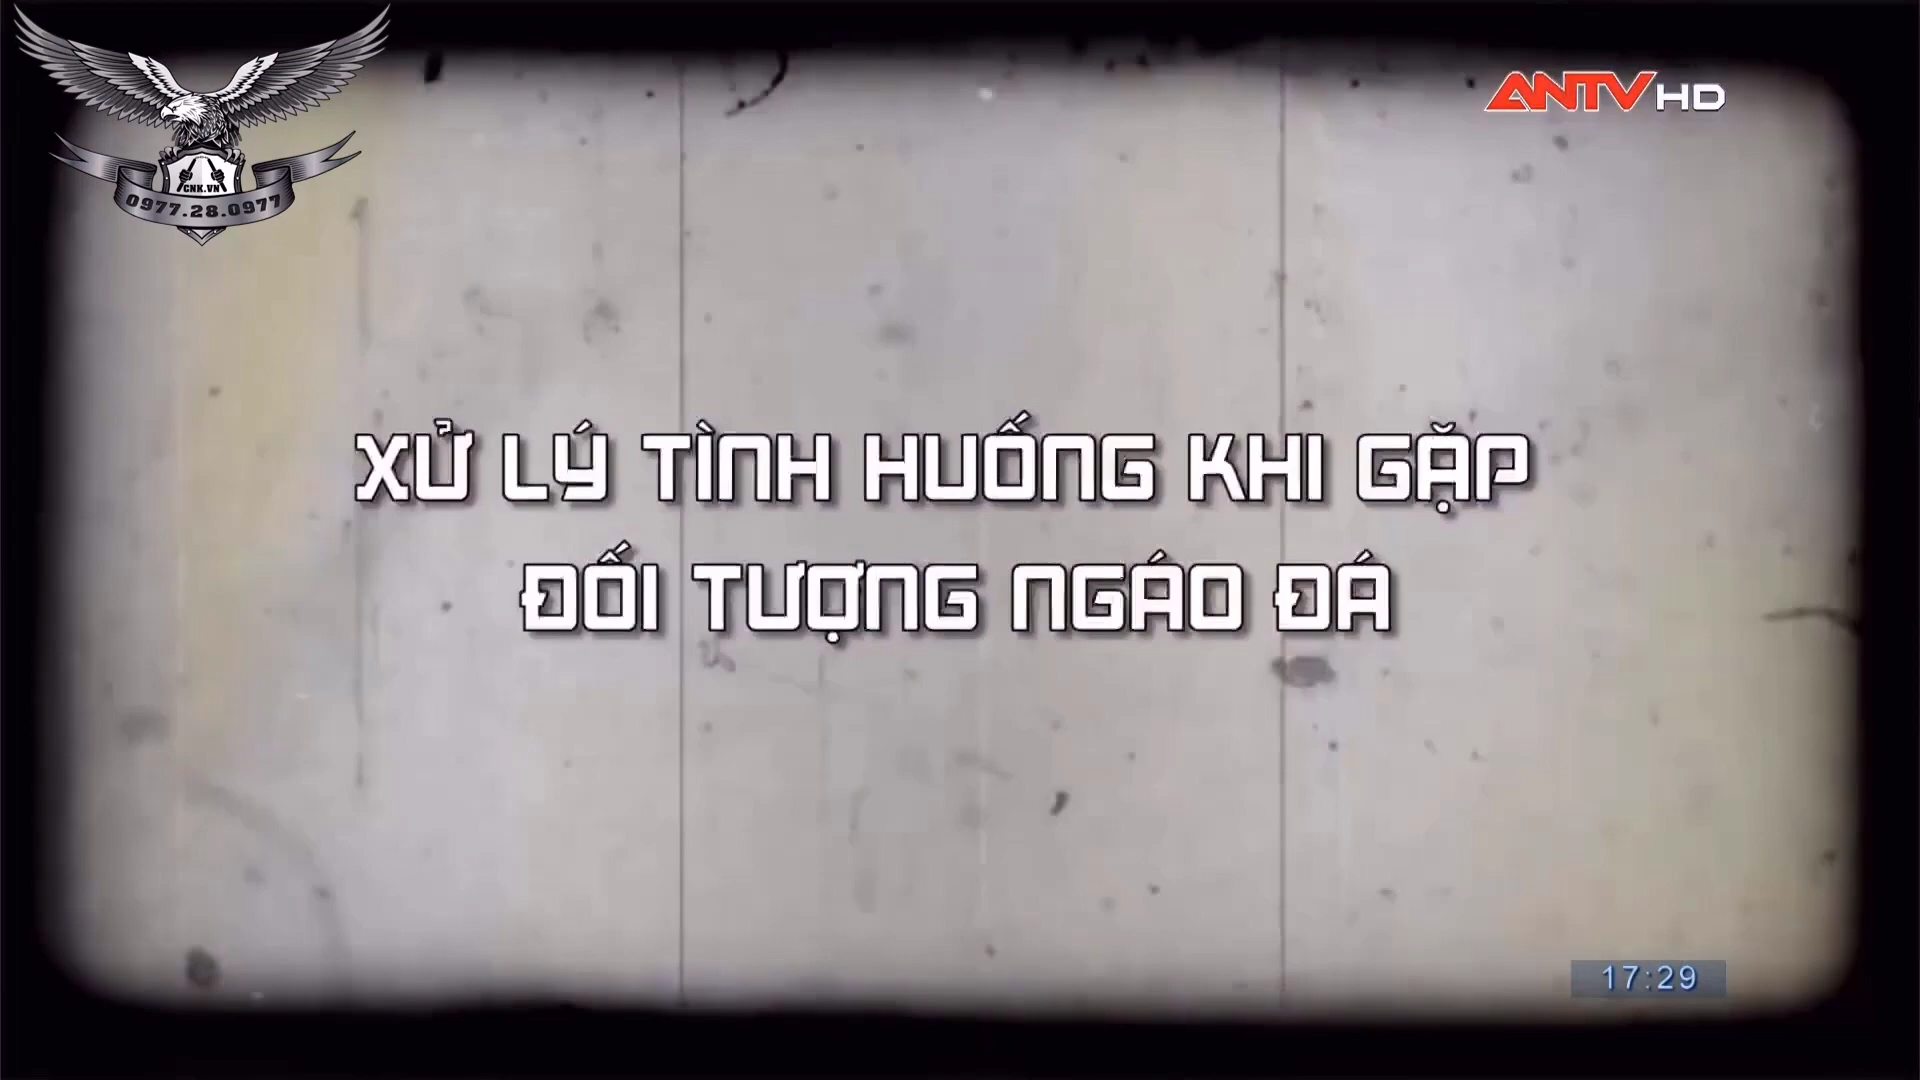 ANTV HD
CNK.VN
0977.28.0977
XỬ LÝ TÌNH HUỐNG KHI GẶP
ĐỐI TƯỢNG NGÁO ĐÁ
17:29